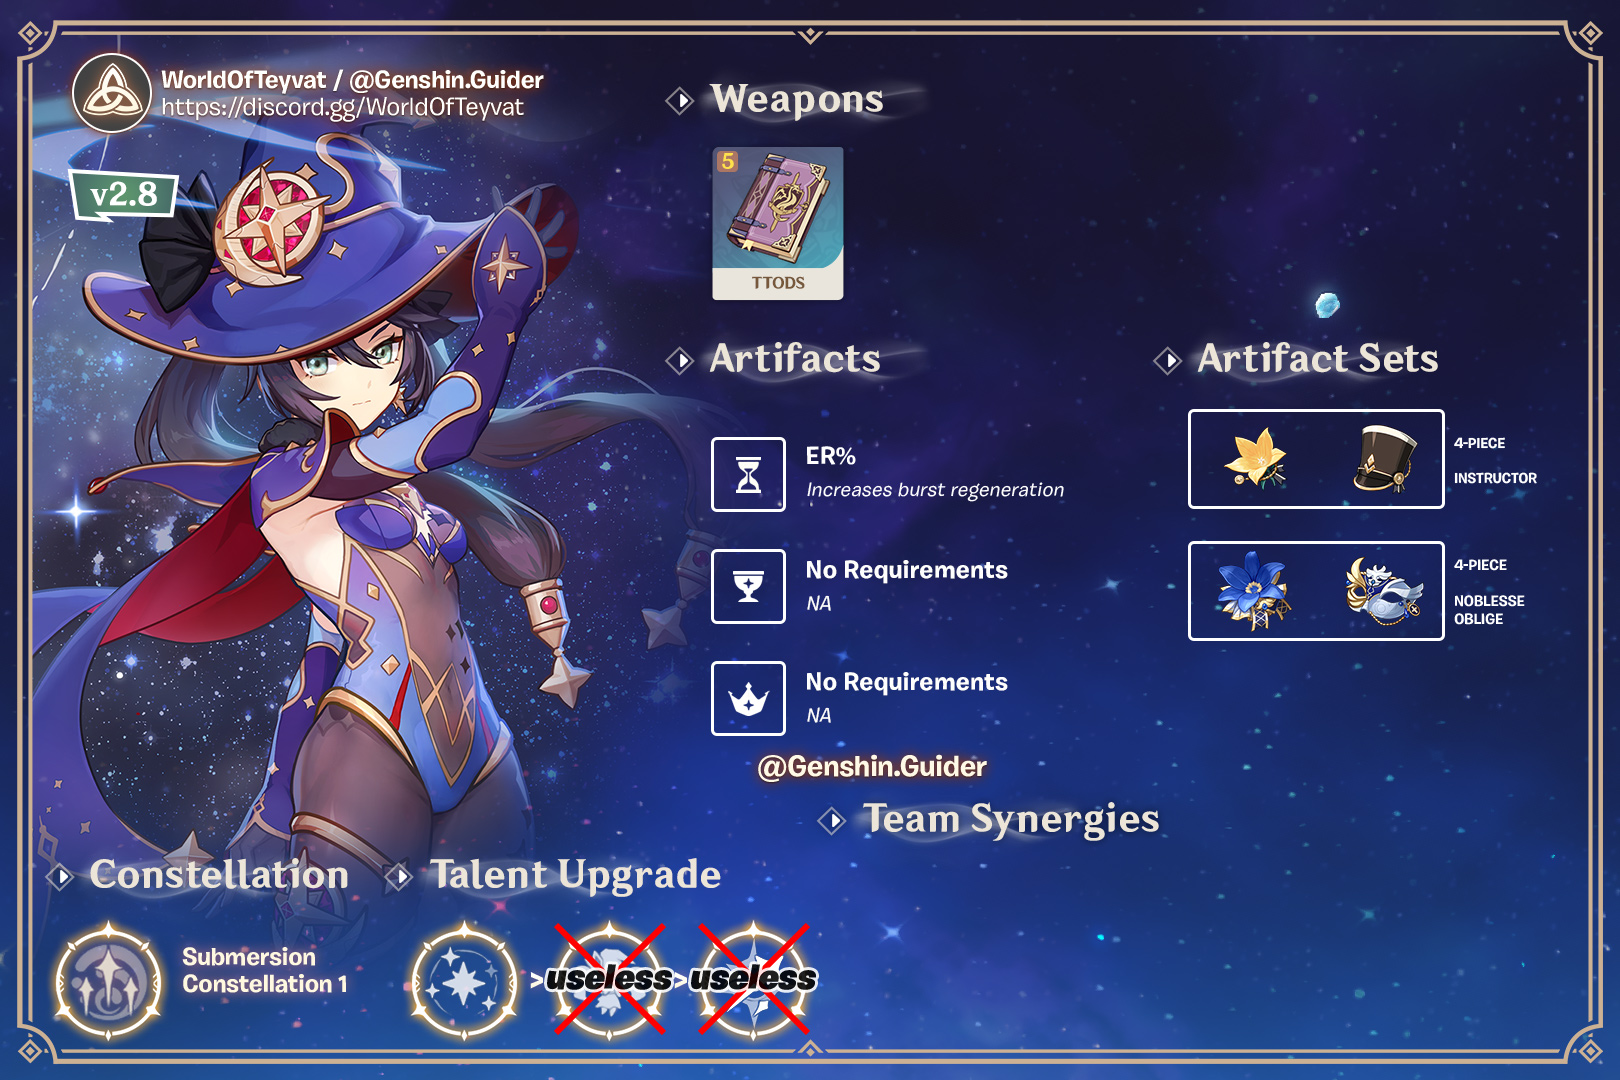 WorldOfTeyvat / @Genshin.Guider
https://discord.gg/WorldOfTeyvat
v2.8
Weapons
5
TTODS
Artifacts
ER%
Increases burst regeneration
No Requirements
NA
No Requirements
NA
@Genshin.Guider
Artifact Sets
4-PIECE
INSTRUCTOR
4-PIECE
NOBLESSE
OBLIGE
Team Synergies
Constellation
Submersion
Constellation 1
Talent Upgrade
>useless>useless